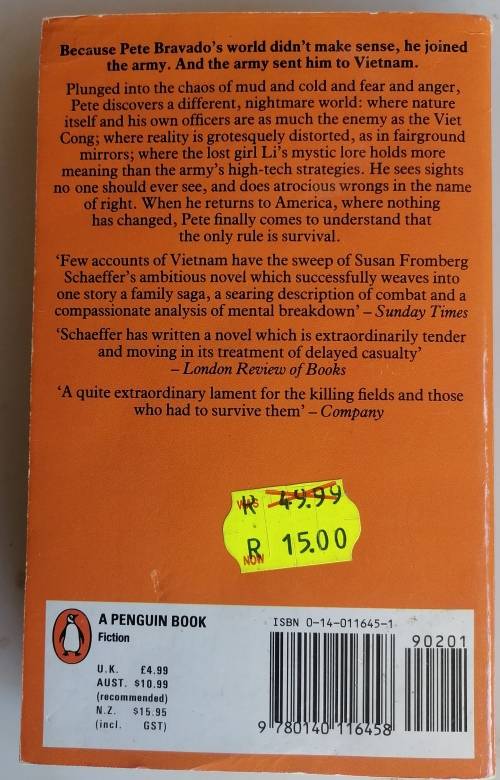 Because Pete Bravado's world didn't make sense, he joined
the army. And the army sent him to Vietnam.
Plunged into the chaos of mud and cold and fear and anger,
Pete discovers a different, nightmare world: where nature
itself and his own officers are as much the enemy as the Viet
Cong; where reality is grotesquely distorted, as in fairground
mirrors; where the lost girl Li's mystic lore holds more
meaning than the army's high-tech strategies. He sees sights
no one should ever see, and does atrocious wrongs in the name
of right. When he returns to America, where nothing
has changed, Pete finally comes to understand that
the only rule is survival.
'Few accounts of Vietnam have the sweep of Susan Fromberg
Schaeffer's ambitious novel which successfully weaves into
one story a family saga, a searing description of combat and a
compassionate analysis of mental breakdown' – Sunday Times
'Schaeffer has written a novel which is extraordinarily tender
and moving in its treatment of delayed casualty'
– London Review of Books
'A quite extraordinary lament for the killing fields and those
who had to survive them' – Company
WAS R 49.99
R 15.00
NOW
A PENGUIN BOOK
Fiction
U.K. £4.99
AUST. $10.99
(recommended)
N.Z. $15.95
(incl. GST)
ISBN 0-14-011645-1
90201
9 780140 116458